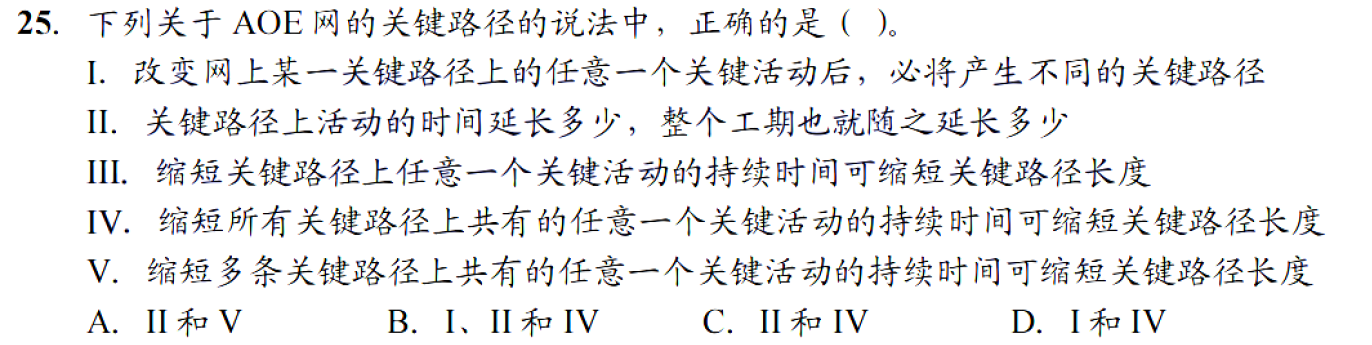 25. 下列关于 AOE 网的关键路径的说法中，正确的是（ ）。
I. 改变网上某一关键路径上的任意一个关键活动后，必将产生不同的关键路径
II. 关键路径上活动的时间延长多少，整个工期也就随之延长多少
III. 缩短关键路径上任意一个关键活动的持续时间可缩短关键路径长度
IV. 缩短所有关键路径上共有的任意一个关键活动的持续时间可缩短关键路径长度
V. 缩短多条关键路径上共有的任意一个关键活动的持续时间可缩短关键路径长度
A. II 和 V B. I、II 和 IV C. II 和 IV D. I 和 IV